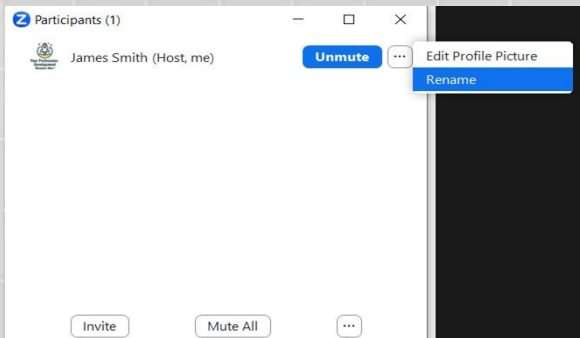 Participants (1)
James Smith (Host, me)
Unmute
...
Edit Profile Picture
Rename
Invite
Mute All
...